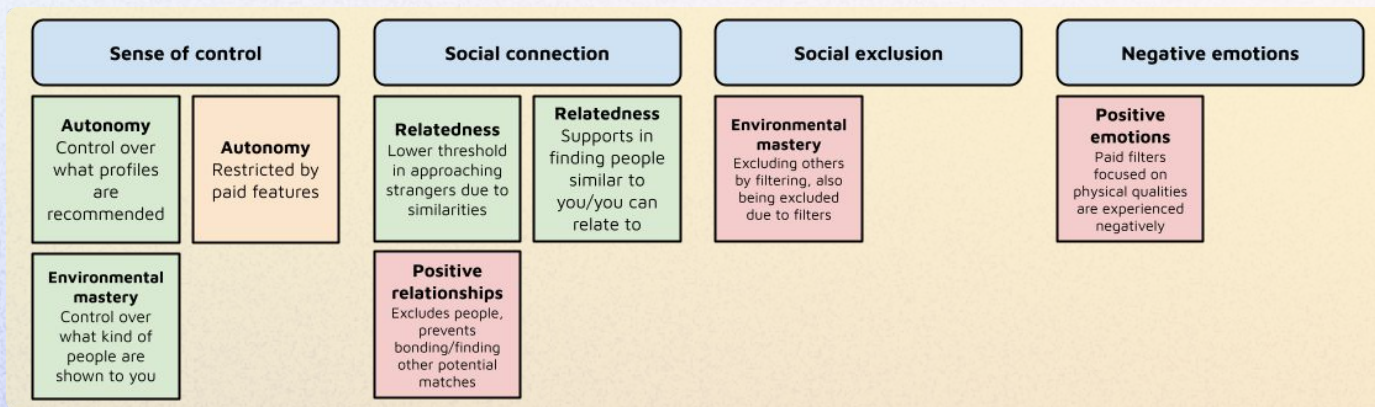 Sense of control
Social connection
Social exclusion
Negative emotions
Autonomy
Control over
what profiles
are
recommended
Autonomy
Restricted by
paid features
Relatedness
Lower threshold
in approaching
strangers due to
similarities
Relatedness
Supports in
finding people
similar to
you/you can
relate to
Environmental
mastery
Excluding others
by filtering, also
being excluded
due to filters
Positive
emotions
Paid filters
focused on
physical qualities
are experienced
negatively
Environmental
mastery
Control over
what kind of
people are
shown to you
Positive
relationships
Excludes people,
prevents
bonding/finding
other potential
matches